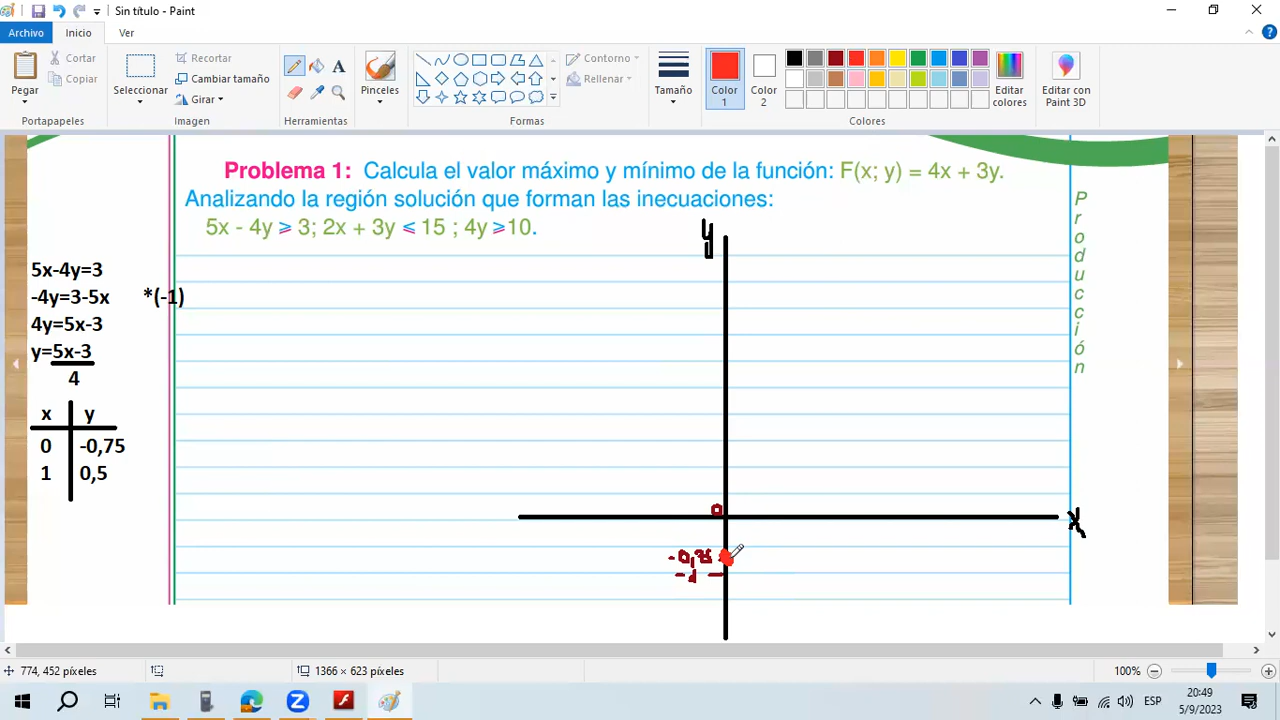 Sin título - Paint
Archivo Inicio Ver
Pegar
Cortar
Copiar
Seleccionar
Recortar
Cambiar tamaño
Girar
A
Pinceles
Contorno
Rellenar
Tamaño
Color 1
Color 2
Editar colores
Editar con Paint 3D
Portapapeles Imagen Herramientas Formas Colores
Problema 1: Calcula el valor máximo y mínimo de la función: F(x; y) = 4x + 3y.
Analizando la región solución que forman las inecuaciones:
5x - 4y ≥ 3; 2x + 3y ≤ 15 ; 4y ≥10.
Producción
5x-4y=3
-4y=3-5x *(-1)
4y=5x-3
y=5x-3
4
x y
0 -0,75
1 0,5
y
0
x
-0,75
-1
774, 452 píxeles
1366 × 623 píxeles
100%
ESP
20:49
5/9/2023